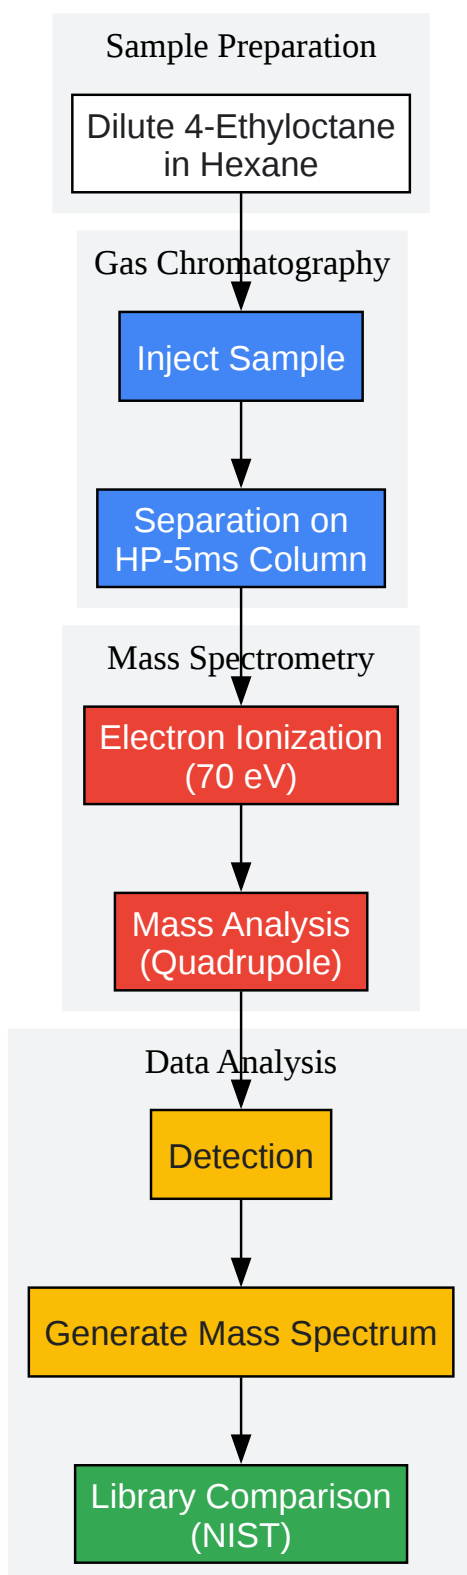 Sample Preparation
Dilute 4-Ethyloctane
in Hexane
Gas Chromatography
Inject Sample
Separation on
HP-5ms Column
Mass Spectrometry
Electron Ionization
(70 eV)
Mass Analysis
(Quadrupole)
Data Analysis
Detection
Generate Mass Spectrum
Library Comparison
(NIST)